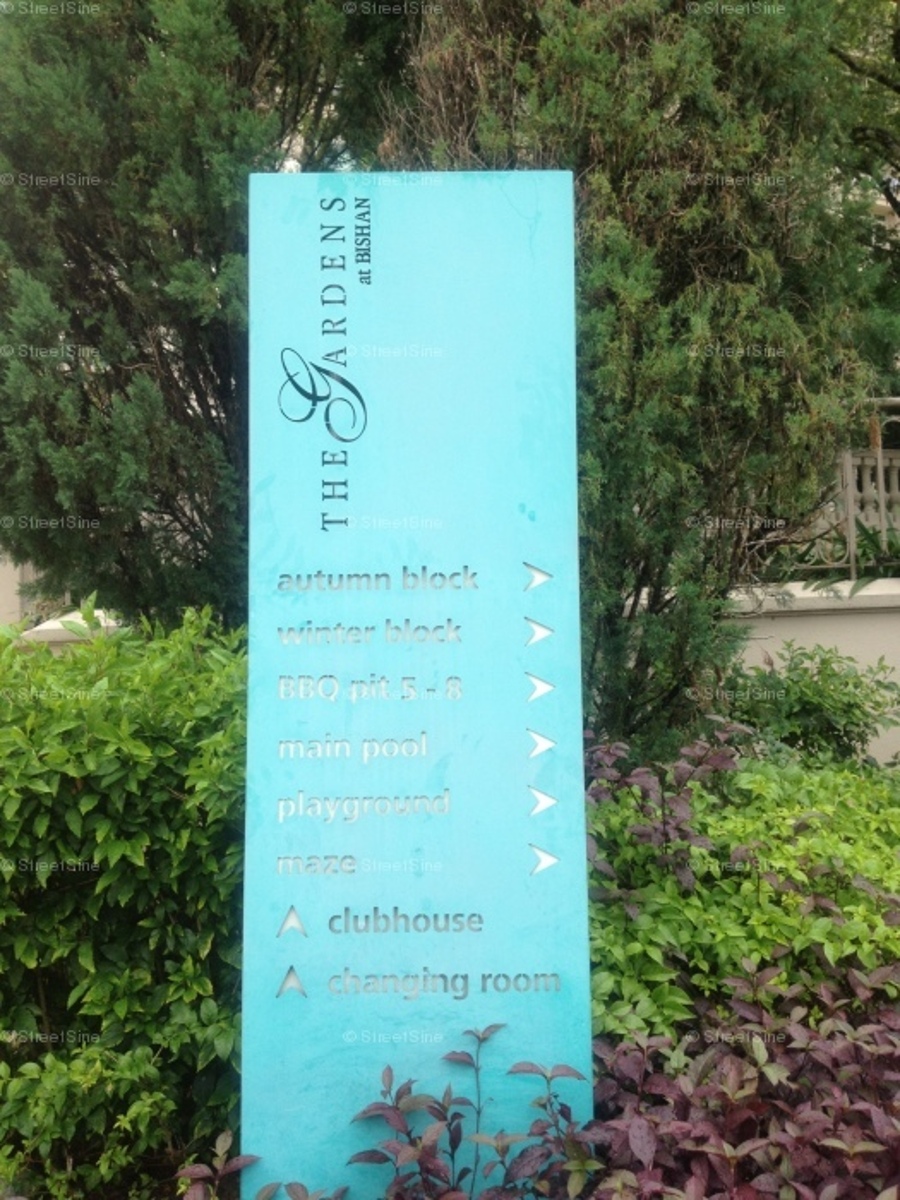 THE GARDENS
at BISHAN
autumn block
winter block
BBQ pit 5 - 8
main pool
playground
maze
clubhouse
changing room
© StreetSine